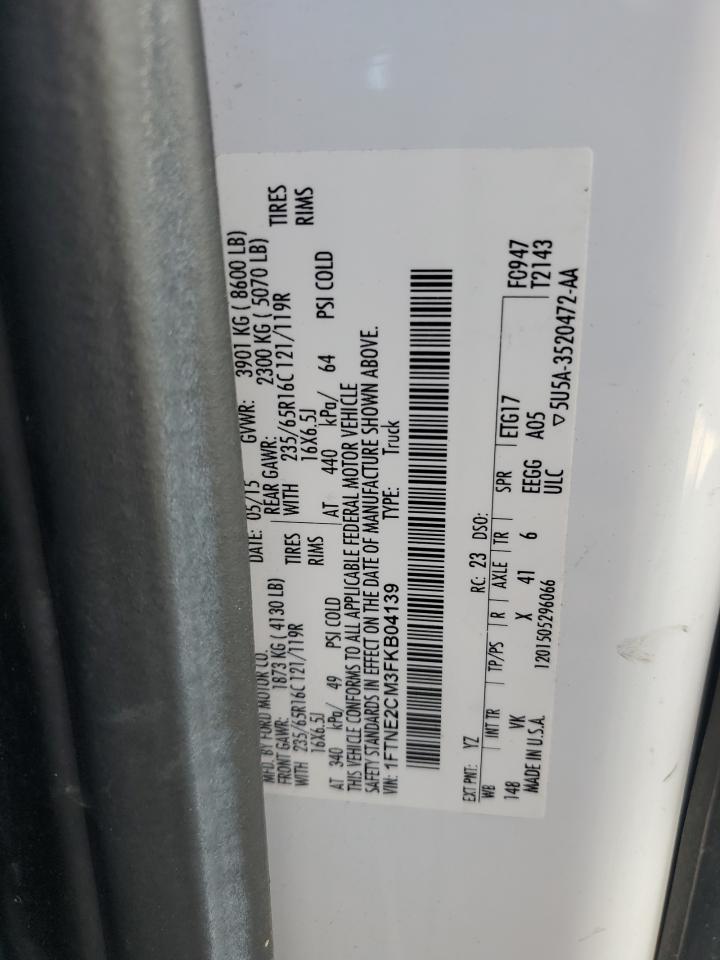 MFD. BY FORD MOTOR CO.
DATE: 05/15 GVWR: 3901 KG ( 8600 LB)
FRONT GAWR: 1873 KG ( 4130 LB) REAR GAWR: 2300 KG ( 5070 LB)
WITH 235/65R16C 121/119R TIRES WITH 235/65R16C 121/119R TIRES
16X6.5J RIMS 16X6.5J RIMS
AT 340 kPa/ 49 PSI COLD AT 440 kPa/ 64 PSI COLD
THIS VEHICLE CONFORMS TO ALL APPLICABLE FEDERAL MOTOR VEHICLE
SAFETY STANDARDS IN EFFECT ON THE DATE OF MANUFACTURE SHOWN ABOVE.
VIN: 1FTNE2CM3FKB04139 TYPE: Truck
EXT PNT: YZ RC: 23 DSO:
WB INT TR TP/PS R AXLE TR SPR ETG17 FG947
148 VK X 41 6 EEGG A05 T2143
MADE IN U.S.A. ULC
1201505296066 ▽5U5A-3520472-AA